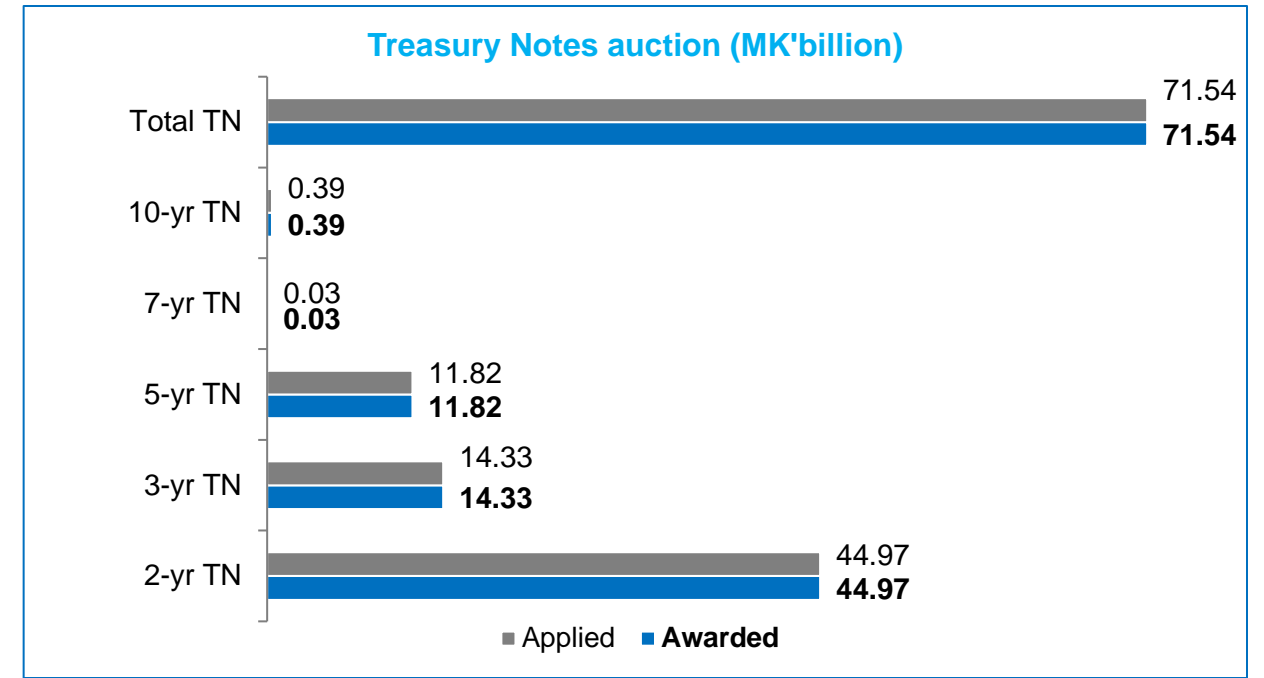 Treasury Notes auction (MK'billion)
Total TN
71.54
71.54
10-yr TN
0.39
0.39
7-yr TN
0.03
0.03
5-yr TN
11.82
11.82
3-yr TN
14.33
14.33
2-yr TN
44.97
44.97
Applied Awarded